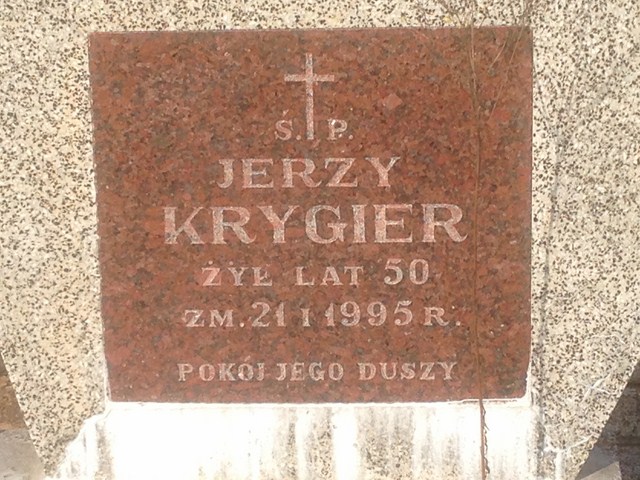 Ś. P.
JERZY
KRYGIER
ŻYŁ LAT 50
ZM. 21 I 1995 R.
POKÓJ JEGO DUSZY